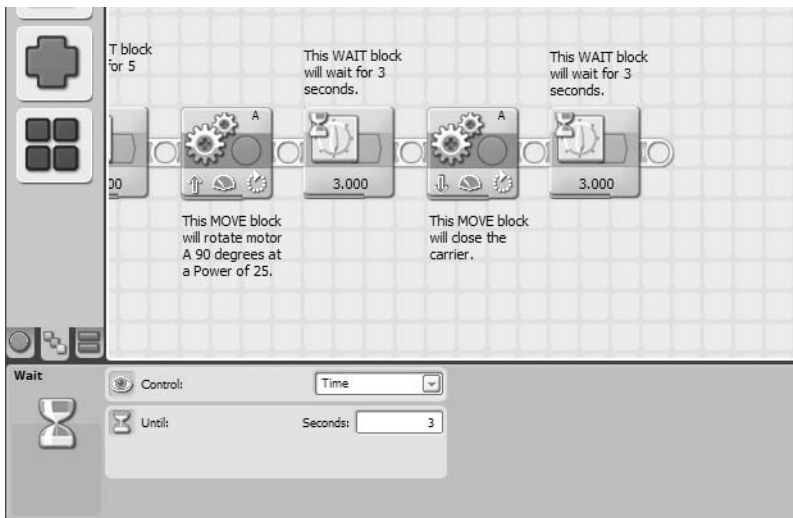 T block
for 5
This WAIT block
will wait for 3
seconds.
This WAIT block
will wait for 3
seconds.
A
A
00
3.000
3.000
This MOVE block
will rotate motor
A 90 degrees at
a Power of 25.
This MOVE block
will close the
carrier.
Wait
Control:
Time
Until:
Seconds:
3